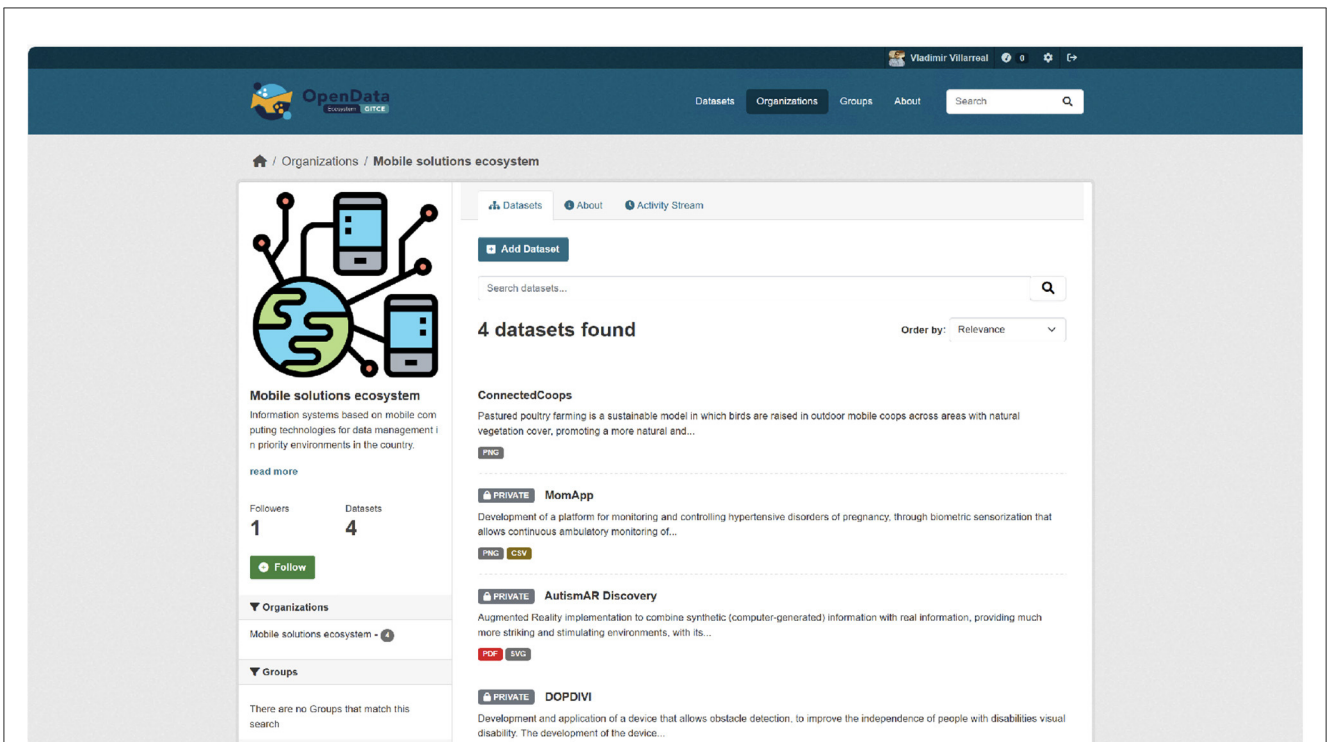 Vladimir Villarreal 0
OpenData
Ecosystem GITCE
Datasets Organizations Groups About Search
/ Organizations / Mobile solutions ecosystem
Datasets About Activity Stream
Add Dataset
Search datasets...
4 datasets found
Order by: Relevance
Mobile solutions ecosystem
Information systems based on mobile com
puting technologies for data management i
n priority environments in the country.
read more
Followers Datasets
1 4
Follow
Organizations
Mobile solutions ecosystem - 4
Groups
There are no Groups that match this
search
ConnectedCoops
Pastured poultry farming is a sustainable model in which birds are raised in outdoor mobile coops across areas with natural
vegetation cover, promoting a more natural and...
PNG
PRIVATE MomApp
Development of a platform for monitoring and controlling hypertensive disorders of pregnancy, through biometric sensorization that
allows continuous ambulatory monitoring of...
PNG CSV
PRIVATE AutismAR Discovery
Augmented Reality implementation to combine synthetic (computer-generated) information with real information, providing much
more striking and stimulating environments, with its...
PDF SVG
PRIVATE DOPDIVI
Development and application of a device that allows obstacle detection, to improve the independence of people with disabilities visual
disability. The development of the device...